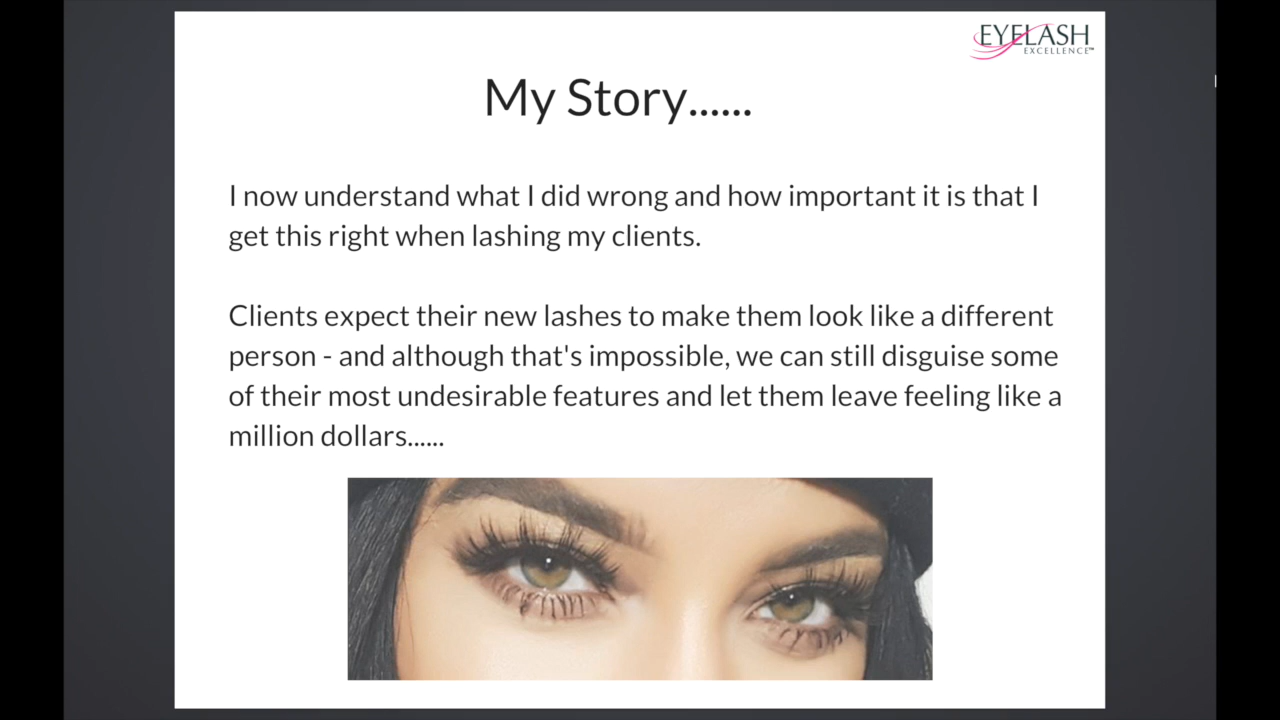 EYELASH
EXCELLENCE™
My Story......
I now understand what I did wrong and how important it is that I
get this right when lashing my clients.
Clients expect their new lashes to make them look like a different
person - and although that's impossible, we can still disguise some
of their most undesirable features and let them leave feeling like a
million dollars......